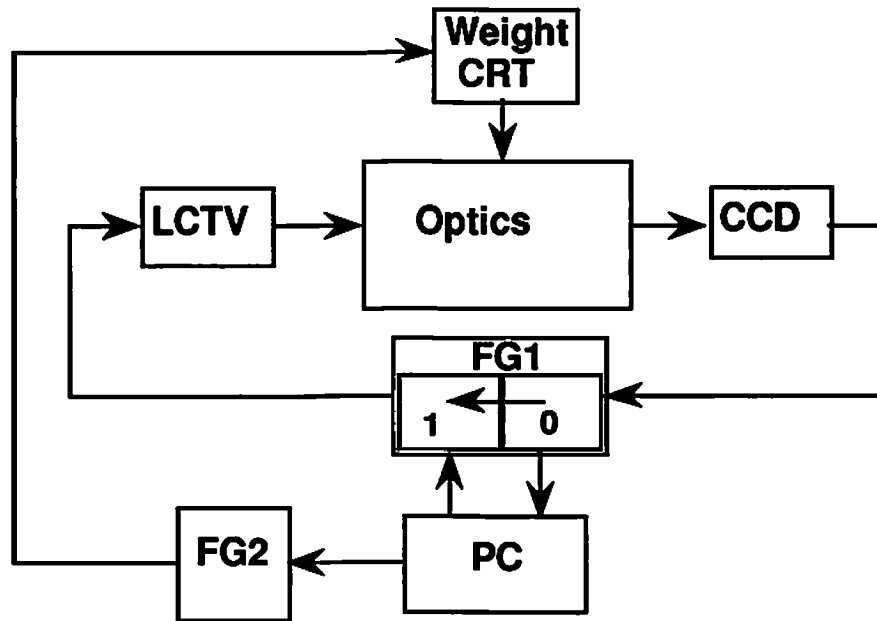 Weight
CRT
LCTV
Optics
CCD
FG1
1
0
FG2
PC